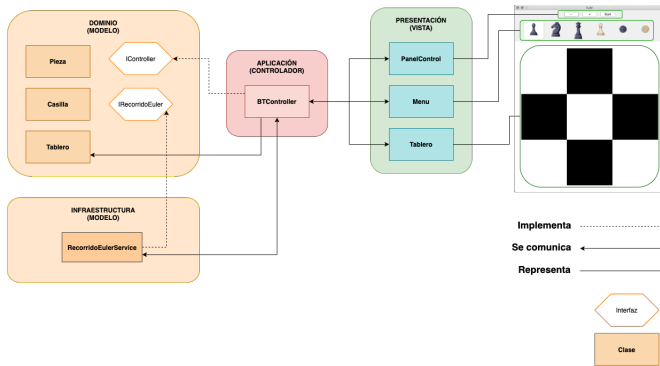 DOMINIO
(MODELO)
Pieza
IController
Casilla
IRecorridoEuler
Tablero
APLICACIÓN
(CONTROLADOR)
BTController
PRESENTACIÓN
(VISTA)
PanelControl
Menu
Tablero
INFRAESTRUCTURA
(MODELO)
RecorridoEulerService
Implementa
Se comunica
Representa
Interfaz
Clase